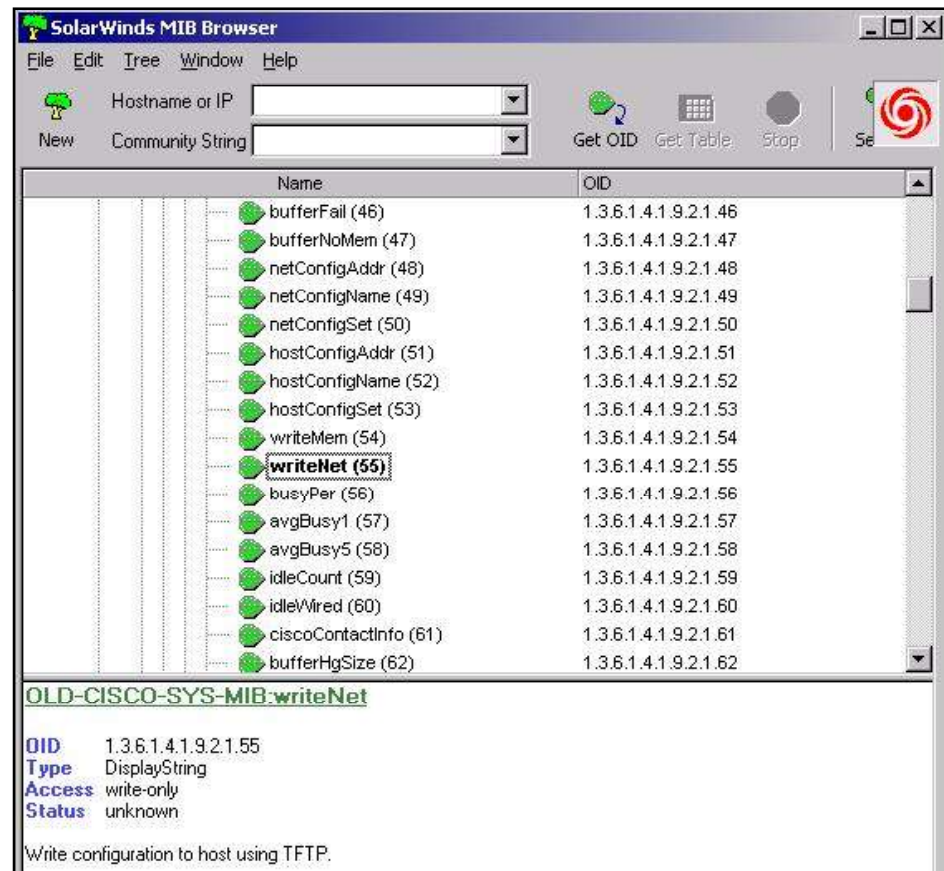 SolarWinds MIB Browser
File Edit Tree Window Help
Hostname or IP
New Community String Get OID Get Table Stop Se
Name OID
bufferFail (46) 1.3.6.1.4.1.9.2.1.46
bufferNoMem (47) 1.3.6.1.4.1.9.2.1.47
netConfigAddr (48) 1.3.6.1.4.1.9.2.1.48
netConfigName (49) 1.3.6.1.4.1.9.2.1.49
netConfigSet (50) 1.3.6.1.4.1.9.2.1.50
hostConfigAddr (51) 1.3.6.1.4.1.9.2.1.51
hostConfigName (52) 1.3.6.1.4.1.9.2.1.52
hostConfigSet (53) 1.3.6.1.4.1.9.2.1.53
writeMem (54) 1.3.6.1.4.1.9.2.1.54
writeNet (55) 1.3.6.1.4.1.9.2.1.55
busyPer (56) 1.3.6.1.4.1.9.2.1.56
avgBusy1 (57) 1.3.6.1.4.1.9.2.1.57
avgBusy5 (58) 1.3.6.1.4.1.9.2.1.58
idleCount (59) 1.3.6.1.4.1.9.2.1.59
idleWired (60) 1.3.6.1.4.1.9.2.1.60
ciscoContactInfo (61) 1.3.6.1.4.1.9.2.1.61
bufferHgSize (62) 1.3.6.1.4.1.9.2.1.62
OLD-CISCO-SYS-MIB:writeNet
OID 1.3.6.1.4.1.9.2.1.55
Type DisplayString
Access write-only
Status unknown
Write configuration to host using TFTP.